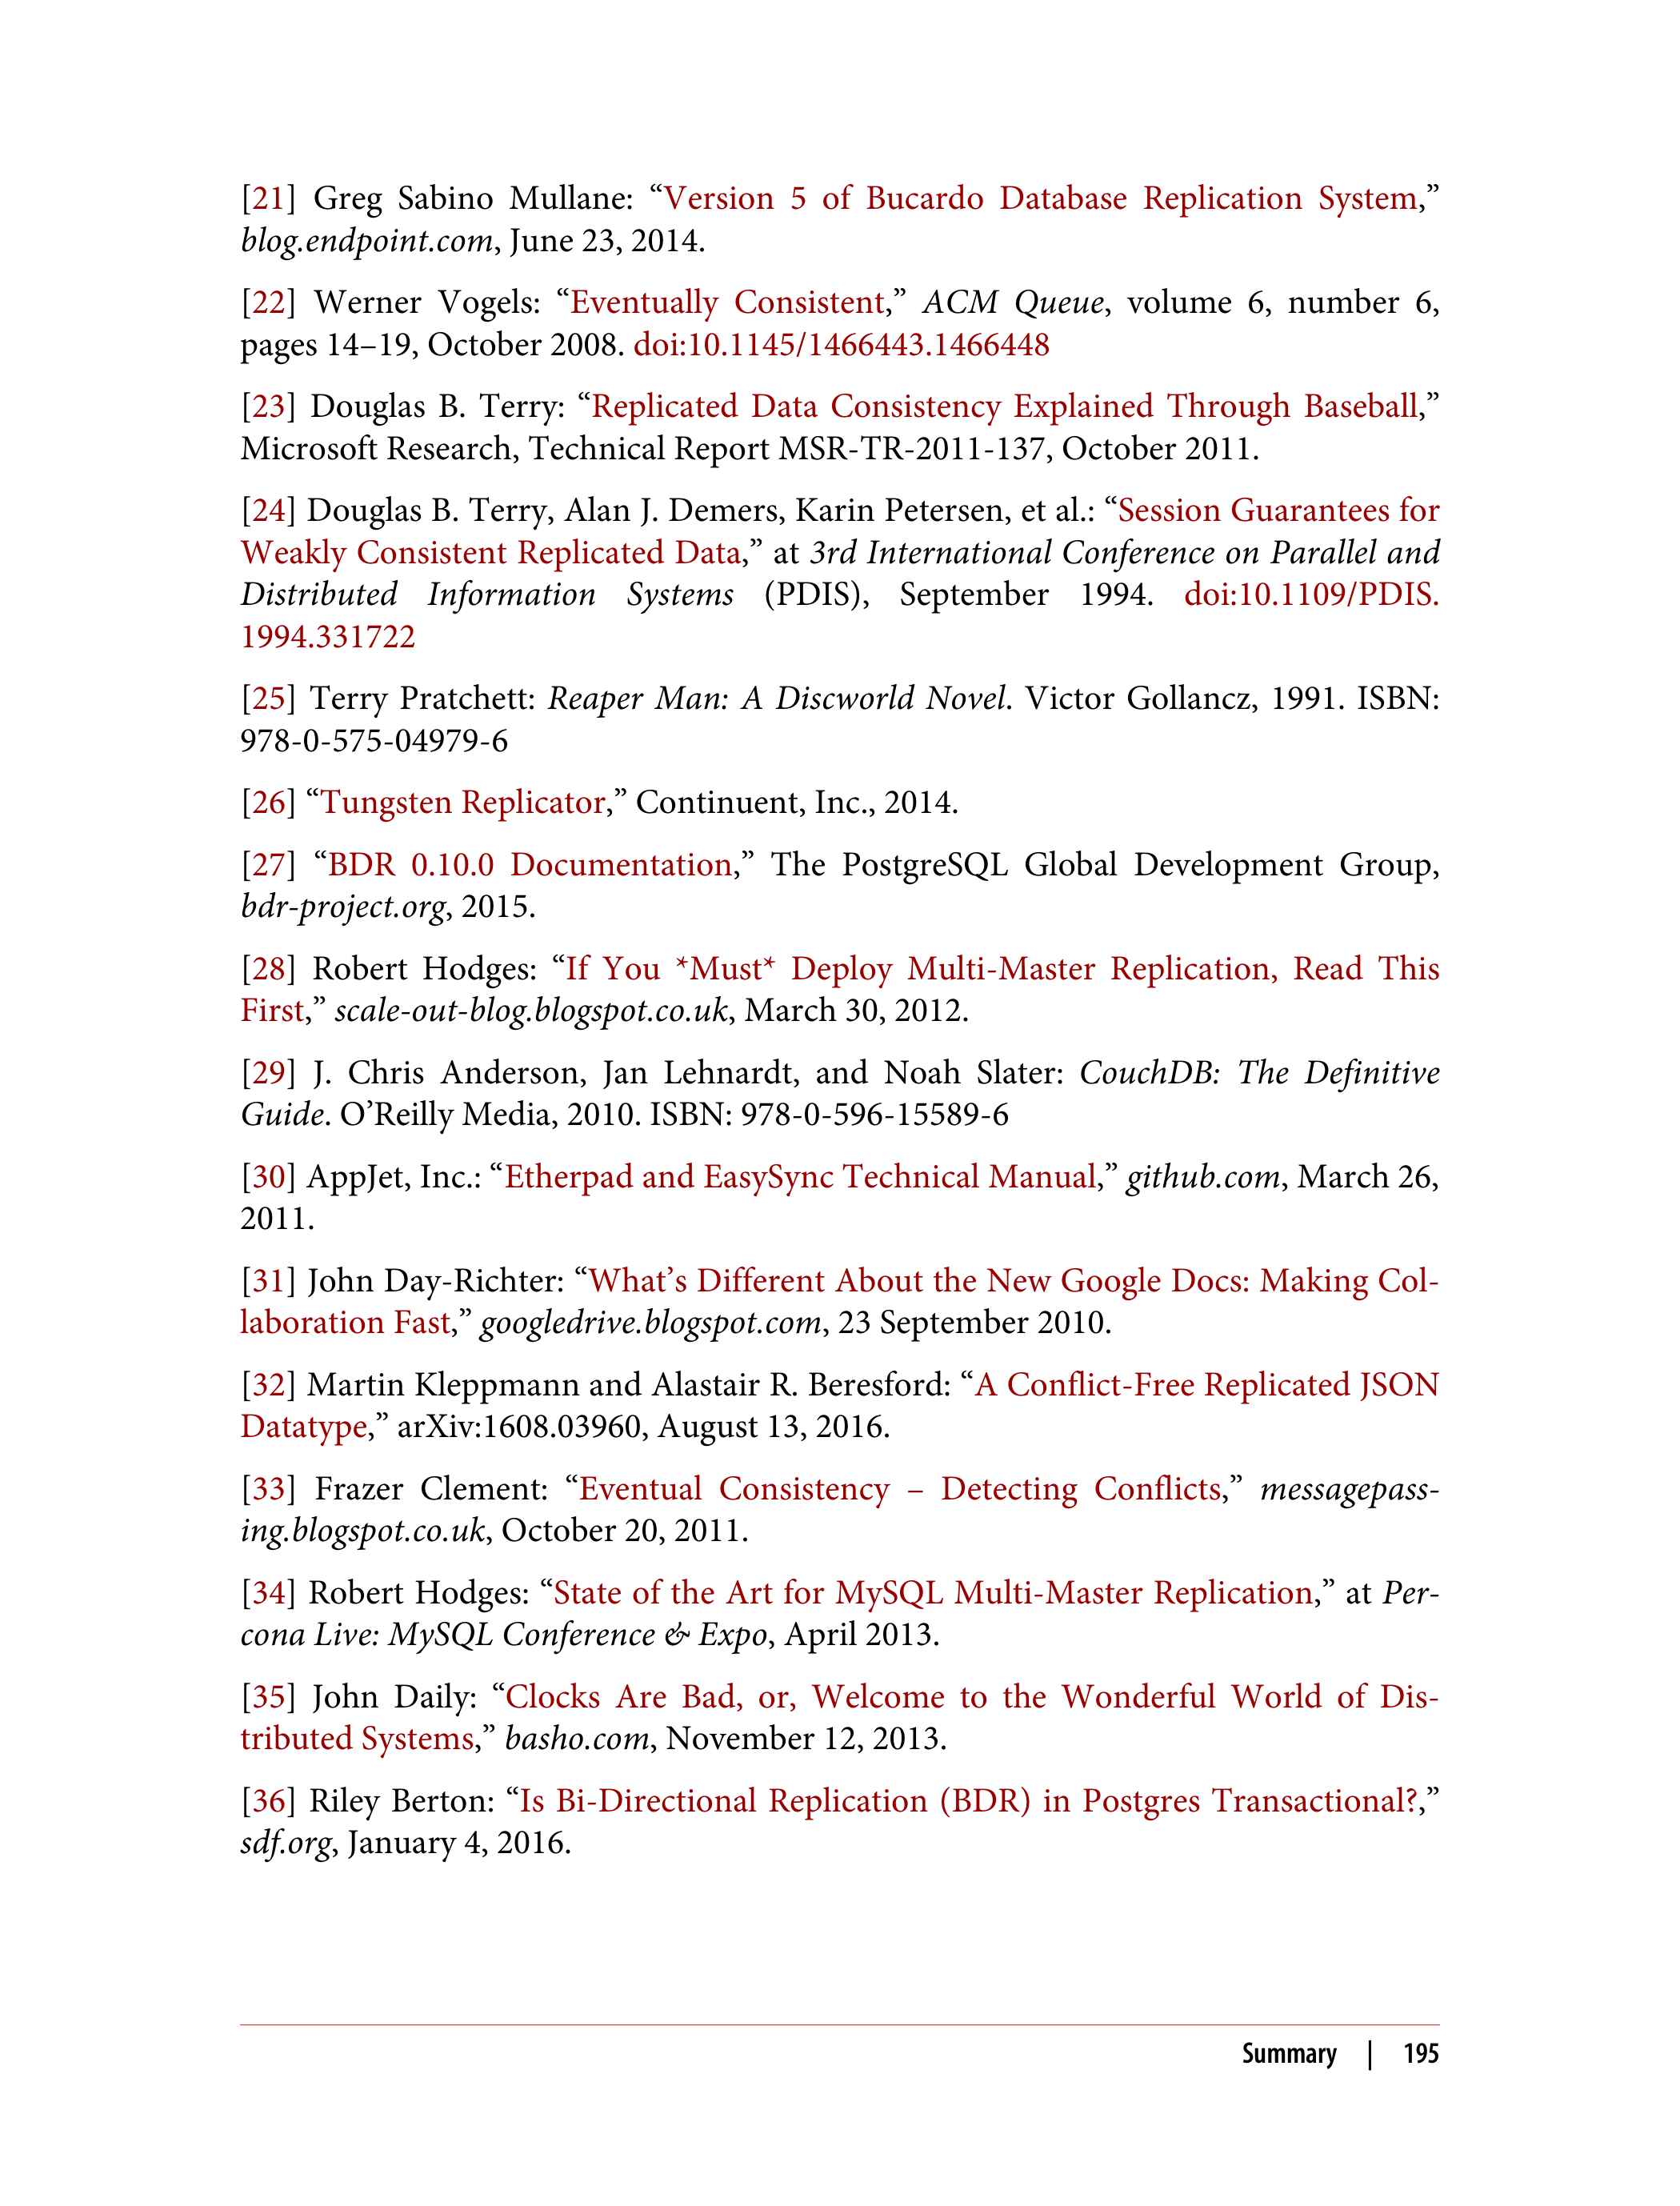 [21] Greg Sabino Mullane: “Version 5 of Bucardo Database Replication System,”
blog.endpoint.com, June 23, 2014.
[22] Werner Vogels: “Eventually Consistent,” ACM Queue, volume 6, number 6,
pages 14–19, October 2008. doi:10.1145/1466443.1466448
[23] Douglas B. Terry: “Replicated Data Consistency Explained Through Baseball,”
Microsoft Research, Technical Report MSR-TR-2011-137, October 2011.
[24] Douglas B. Terry, Alan J. Demers, Karin Petersen, et al.: “Session Guarantees for
Weakly Consistent Replicated Data,” at 3rd International Conference on Parallel and
Distributed Information Systems (PDIS), September 1994. doi:10.1109/PDIS.
1994.331722
[25] Terry Pratchett: Reaper Man: A Discworld Novel. Victor Gollancz, 1991. ISBN:
978-0-575-04979-6
[26] “Tungsten Replicator,” Continuent, Inc., 2014.
[27] “BDR 0.10.0 Documentation,” The PostgreSQL Global Development Group,
bdr-project.org, 2015.
[28] Robert Hodges: “If You *Must* Deploy Multi-Master Replication, Read This
First,” scale-out-blog.blogspot.co.uk, March 30, 2012.
[29] J. Chris Anderson, Jan Lehnardt, and Noah Slater: CouchDB: The Definitive
Guide. O’Reilly Media, 2010. ISBN: 978-0-596-15589-6
[30] AppJet, Inc.: “Etherpad and EasySync Technical Manual,” github.com, March 26,
2011.
[31] John Day-Richter: “What’s Different About the New Google Docs: Making Col-
laboration Fast,” googledrive.blogspot.com, 23 September 2010.
[32] Martin Kleppmann and Alastair R. Beresford: “A Conflict-Free Replicated JSON
Datatype,” arXiv:1608.03960, August 13, 2016.
[33] Frazer Clement: “Eventual Consistency – Detecting Conflicts,” messagepass-
ing.blogspot.co.uk, October 20, 2011.
[34] Robert Hodges: “State of the Art for MySQL Multi-Master Replication,” at Per-
cona Live: MySQL Conference & Expo, April 2013.
[35] John Daily: “Clocks Are Bad, or, Welcome to the Wonderful World of Dis-
tributed Systems,” basho.com, November 12, 2013.
[36] Riley Berton: “Is Bi-Directional Replication (BDR) in Postgres Transactional?,”
sdf.org, January 4, 2016.
Summary | 195